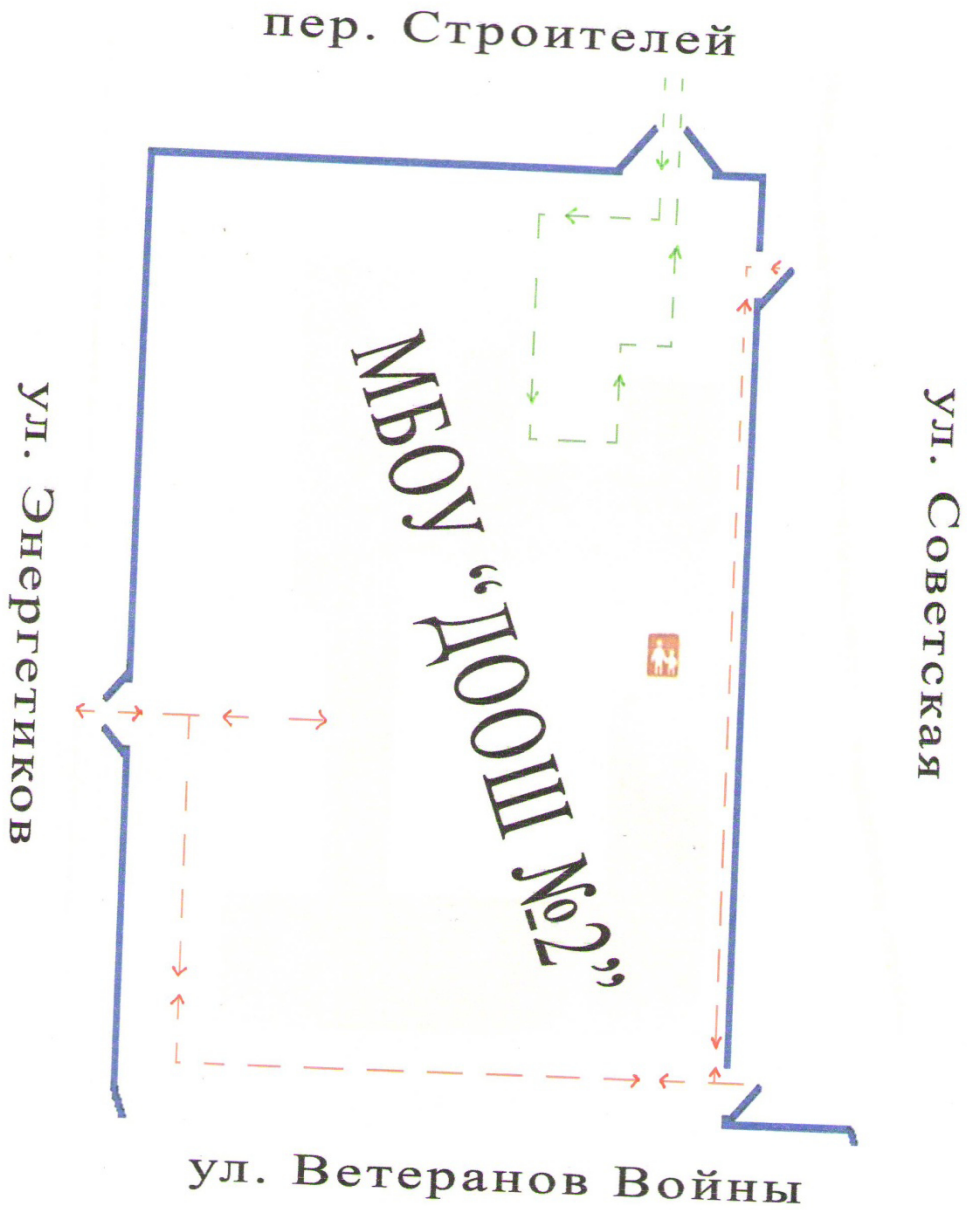 пер. Строителей
ул. Энергетиков
МБОУ “ДООШ №2”
ул. Советская
ул. Ветеранов Войны